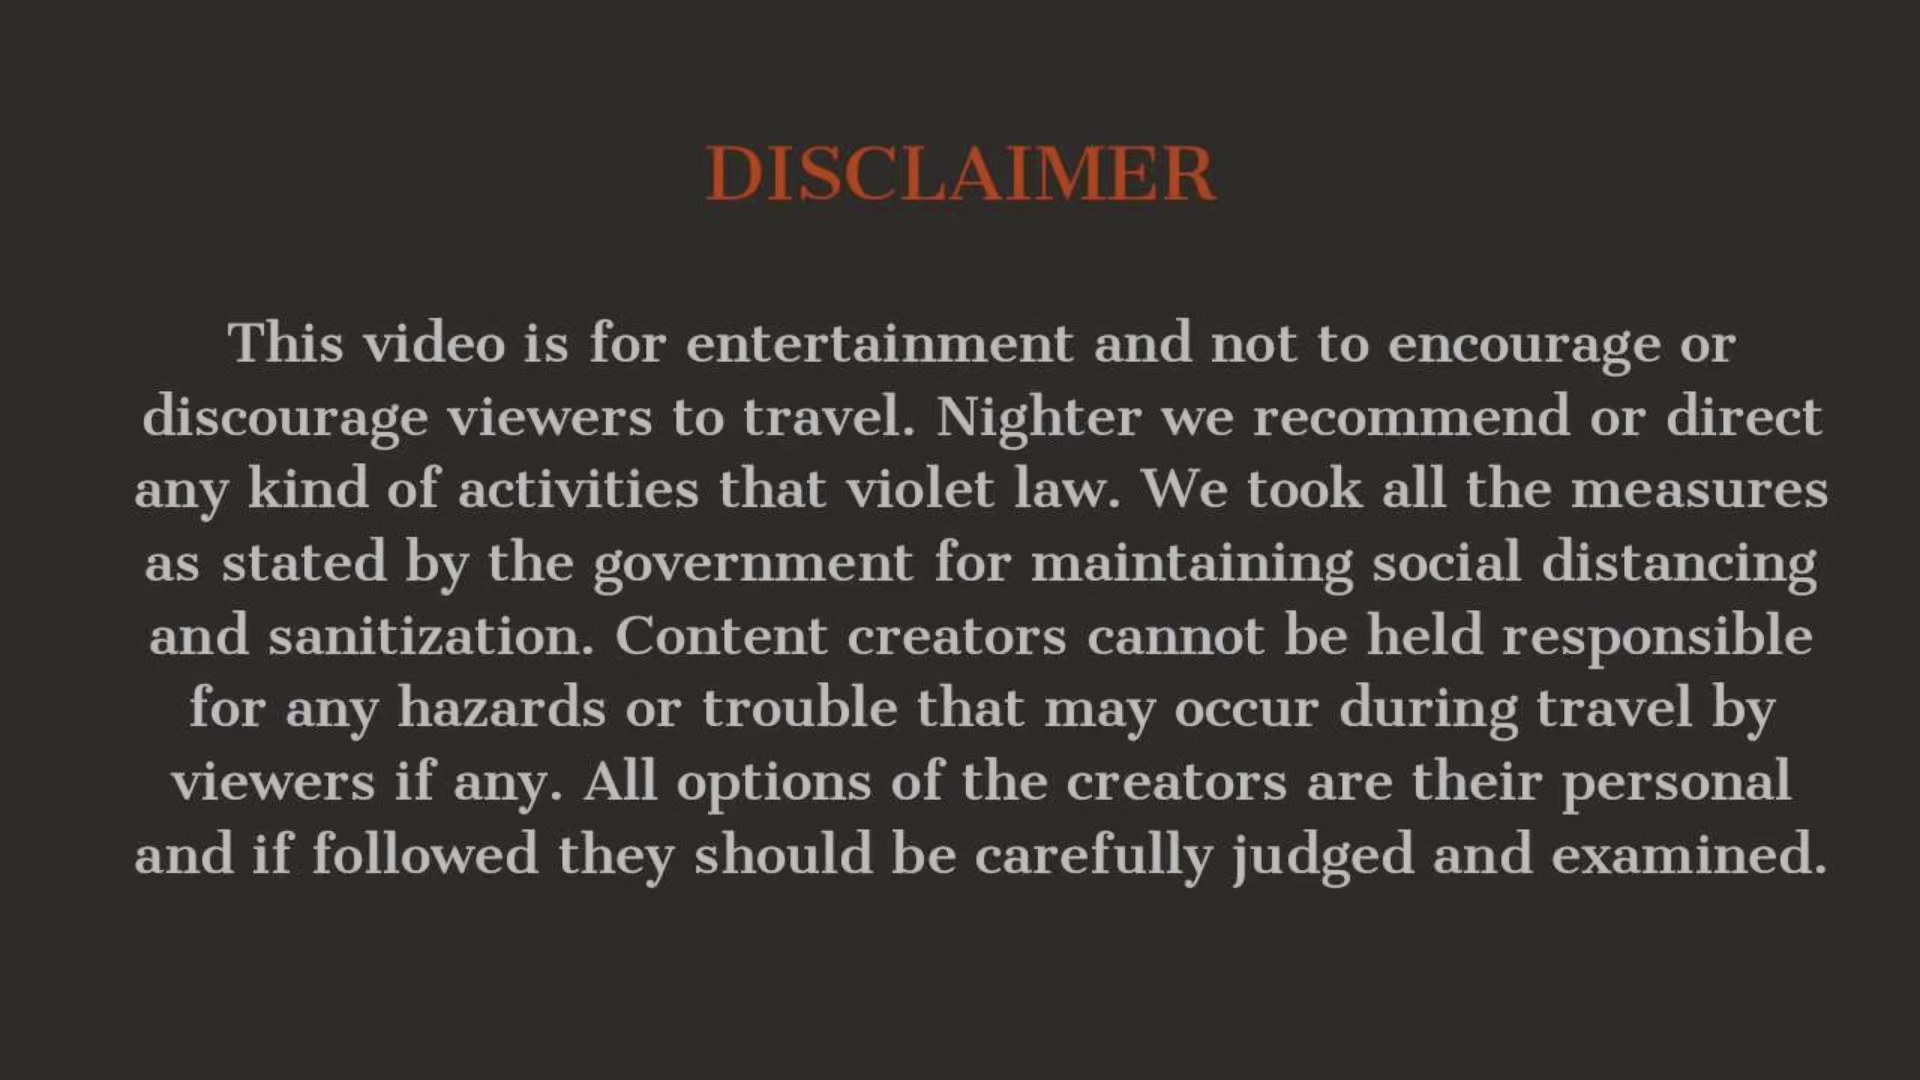 DISCLAIMER
This video is for entertainment and not to encourage or
discourage viewers to travel. Nighter we recommend or direct
any kind of activities that violet law. We took all the measures
as stated by the government for maintaining social distancing
and sanitization. Content creators cannot be held responsible
for any hazards or trouble that may occur during travel by
viewers if any. All options of the creators are their personal
and if followed they should be carefully judged and examined.